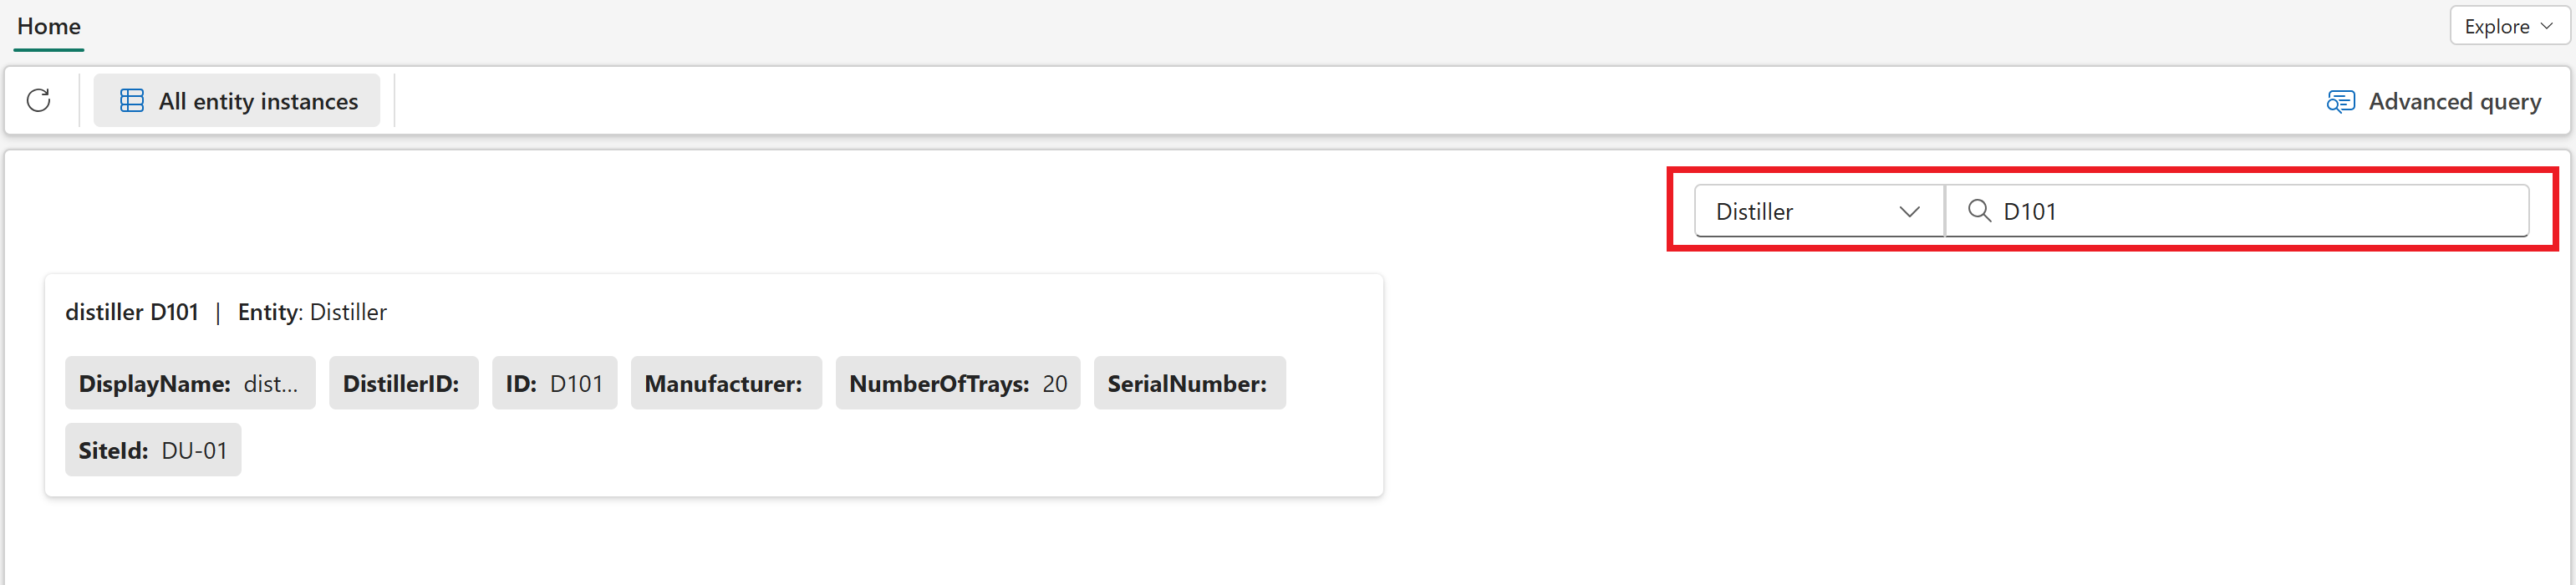 Home
Explore
All entity instances
Advanced query
Distiller
D101
distiller D101 | Entity: Distiller
DisplayName: dist... DistillerID: ID: D101 Manufacturer: NumberOfTrays: 20 SerialNumber:
SiteId: DU-01